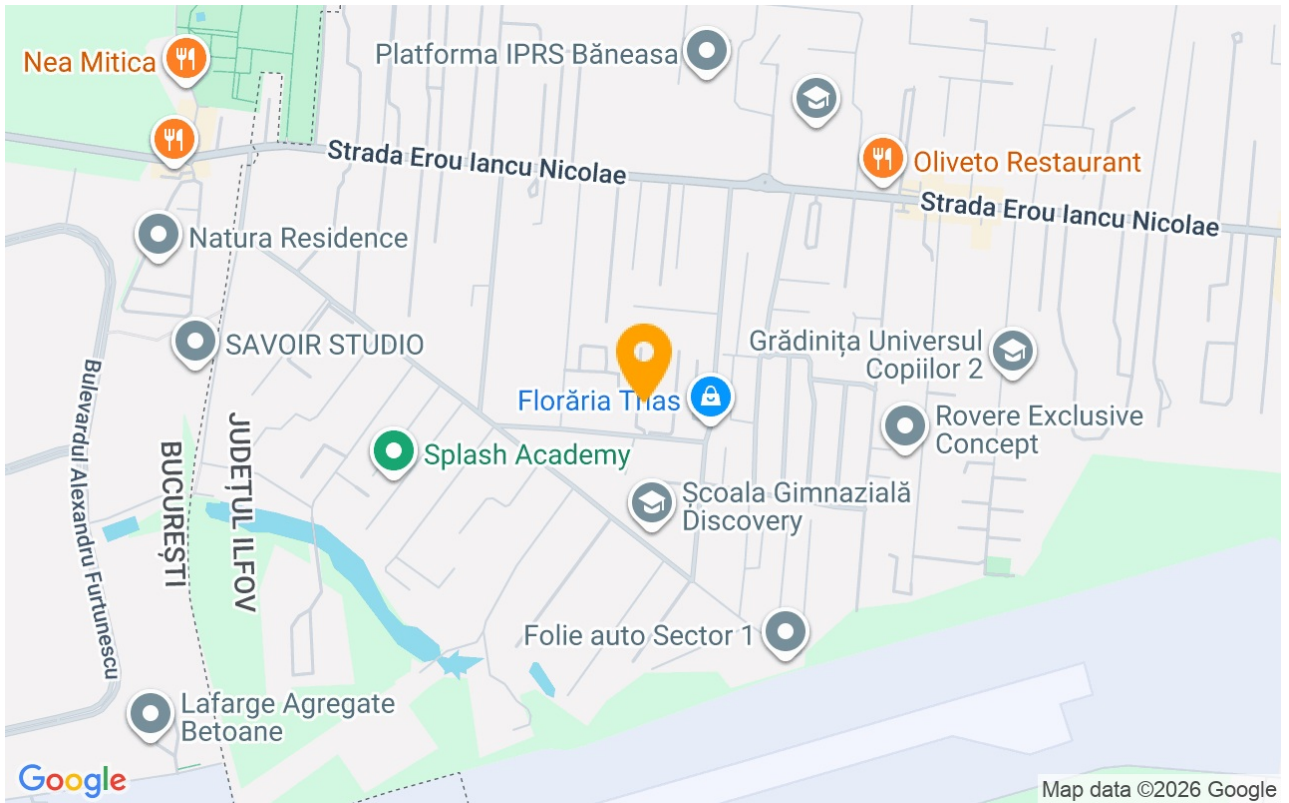 Nea Mitica
Platforma IPRS Băneasa
Strada Erou Iancu Nicolae
Oliveto Restaurant
Strada Erou Iancu Nicolae
Natura Residence
SAVOIR STUDIO
Grădinița Universul
Copiilor 2
Florăria Trias
Rovere Exclusive
Concept
Splash Academy
Școala Gimnazială
Discovery
Bulevardul Alexandru Furtunescu
BUCUREȘTI
JUDEȚUL ILFOV
Folie auto Sector 1
Lafarge Agregate
Betoane
Google
Map data ©2026 Google